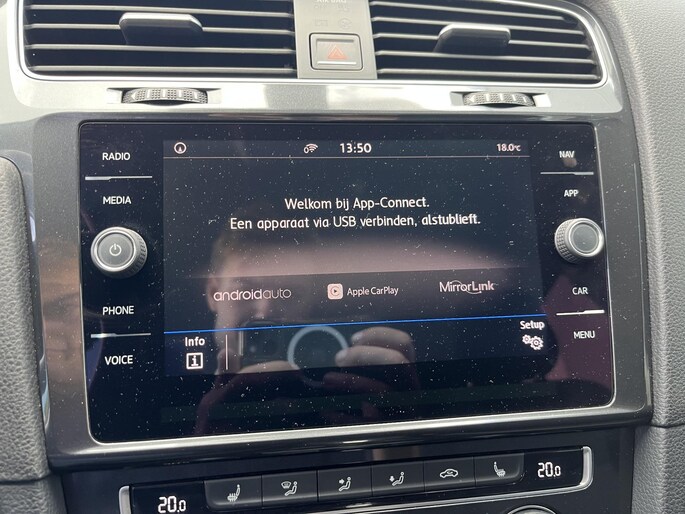 RADIO
MEDIA
PHONE
VOICE
13:50
18.0°C
Welkom bij App-Connect.
Een apparaat via USB verbinden, alstublieft.
androidauto
Apple CarPlay
MirrorLink
Info
Setup
NAV
APP
CAR
MENU
20.0
20.0